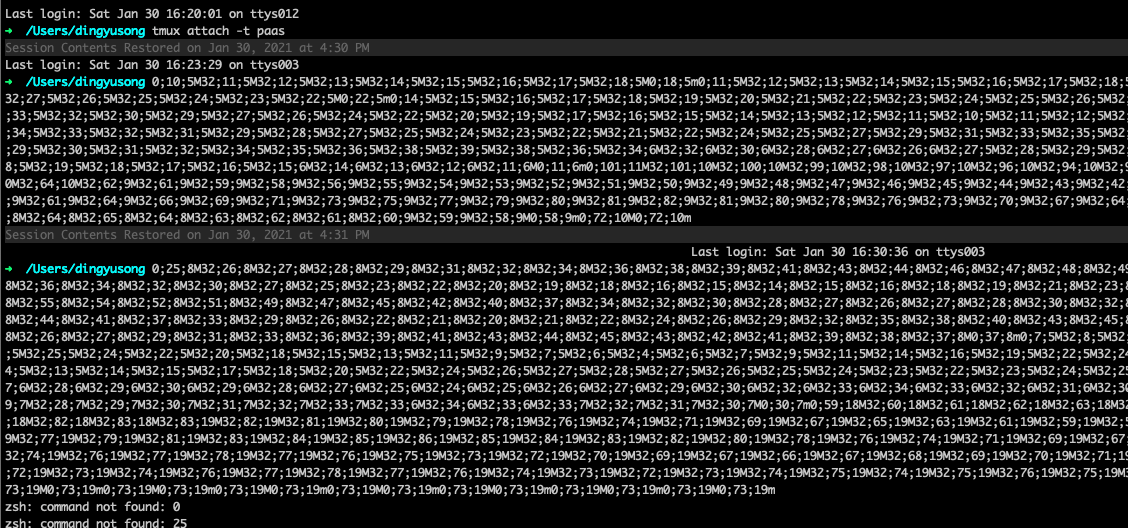 Last login: Sat Jan 30 16:20:01 on ttys012
➜  /Users/dingyusong tmux attach -t paas
Session Contents Restored on Jan 30, 2021 at 4:30 PM
Last login: Sat Jan 30 16:23:29 on ttys003
➜  /Users/dingyusong 0;10;5M32;11;5M32;12;5M32;13;5M32;14;5M32;15;5M32;16;5M32;17;5M32;18;5M0;18;5m0;11;5M32;12;5M32;13;5M32;14;5M32;15;5M32;16;5M32;17;5M32;18;5
32;27;5M32;26;5M32;25;5M32;24;5M32;23;5M32;22;5M0;22;5m0;14;5M32;15;5M32;16;5M32;17;5M32;18;5M32;19;5M32;20;5M32;21;5M32;22;5M32;23;5M32;24;5M32;25;5M32;26;5M32
;33;5M32;32;5M32;30;5M32;29;5M32;27;5M32;26;5M32;24;5M32;22;5M32;20;5M32;19;5M32;17;5M32;16;5M32;15;5M32;14;5M32;13;5M32;12;5M32;11;5M32;10;5M32;11;5M32;12;5M32;
;34;5M32;33;5M32;32;5M32;31;5M32;29;5M32;28;5M32;27;5M32;25;5M32;24;5M32;23;5M32;22;5M32;21;5M32;22;5M32;24;5M32;25;5M32;27;5M32;29;5M32;31;5M32;33;5M32;35;5M32;
;29;5M32;30;5M32;31;5M32;32;5M32;34;5M32;35;5M32;36;5M32;38;5M32;39;5M32;38;5M32;36;5M32;34;6M32;32;6M32;30;6M32;28;6M32;27;6M32;26;6M32;27;5M32;28;5M32;29;5M32
8;5M32;19;5M32;18;5M32;17;5M32;16;5M32;15;6M32;14;6M32;13;6M32;12;6M32;11;6M0;11;6m0;101;11M32;101;10M32;100;10M32;99;10M32;98;10M32;97;10M32;96;10M32;94;10M32;9
0M32;64;10M32;62;9M32;61;9M32;59;9M32;58;9M32;56;9M32;55;9M32;54;9M32;53;9M32;52;9M32;51;9M32;50;9M32;49;9M32;48;9M32;47;9M32;46;9M32;45;9M32;44;9M32;43;9M32;42
;9M32;61;9M32;64;9M32;66;9M32;69;9M32;71;9M32;73;9M32;75;9M32;77;9M32;79;9M32;80;9M32;81;9M32;82;9M32;81;9M32;80;9M32;78;9M32;76;9M32;73;9M32;70;9M32;67;9M32;64
;8M32;64;8M32;65;8M32;64;8M32;63;8M32;62;8M32;61;8M32;60;9M32;59;9M32;58;9M0;58;9m0;72;10M0;72;10m
Session Contents Restored on Jan 30, 2021 at 4:31 PM
Last login: Sat Jan 30 16:30:36 on ttys003
➜  /Users/dingyusong 0;25;8M32;26;8M32;27;8M32;28;8M32;29;8M32;31;8M32;32;8M32;34;8M32;36;8M32;38;8M32;39;8M32;41;8M32;43;8M32;44;8M32;46;8M32;47;8M32;48;8M32;49
8M32;36;8M32;34;8M32;32;8M32;30;8M32;27;8M32;25;8M32;23;8M32;22;8M32;20;8M32;19;8M32;18;8M32;16;8M32;15;8M32;14;8M32;15;8M32;16;8M32;18;8M32;19;8M32;21;8M32;23;8
8M32;55;8M32;54;8M32;52;8M32;51;8M32;49;8M32;47;8M32;45;8M32;42;8M32;40;8M32;37;8M32;34;8M32;32;8M32;30;8M32;28;8M32;27;8M32;26;8M32;27;8M32;28;8M32;30;8M32;32;8
8M32;44;8M32;41;8M32;37;8M32;33;8M32;29;8M32;26;8M32;22;8M32;21;8M32;20;8M32;21;8M32;22;8M32;24;8M32;26;8M32;29;8M32;32;8M32;35;8M32;38;8M32;40;8M32;43;8M32;45;8
8M32;26;8M32;27;8M32;29;8M32;31;8M32;33;8M32;36;8M32;39;8M32;41;8M32;43;8M32;44;8M32;45;8M32;43;8M32;42;8M32;41;8M32;39;8M32;38;8M32;37;8M0;37;8m0;7;5M32;8;5M32;
;5M32;25;5M32;24;5M32;22;5M32;20;5M32;18;5M32;15;5M32;13;5M32;11;5M32;9;5M32;7;5M32;6;5M32;4;5M32;6;5M32;7;5M32;9;5M32;11;5M32;14;5M32;16;5M32;19;5M32;22;5M32;24
4;5M32;13;5M32;14;5M32;15;5M32;17;5M32;18;5M32;20;5M32;22;5M32;24;5M32;26;5M32;27;5M32;28;5M32;27;5M32;26;5M32;25;5M32;24;5M32;23;5M32;22;5M32;23;5M32;24;5M32;25
7;6M32;28;6M32;29;6M32;30;6M32;29;6M32;28;6M32;27;6M32;25;6M32;24;6M32;25;6M32;26;6M32;27;6M32;29;6M32;30;6M32;32;6M32;33;6M32;34;6M32;33;6M32;32;6M32;31;6M32;30
9;7M32;28;7M32;29;7M32;30;7M32;31;7M32;32;7M32;33;7M32;33;6M32;34;6M32;33;6M32;33;7M32;32;7M32;31;7M32;30;7M0;30;7m0;59;18M32;60;18M32;61;18M32;62;18M32;63;18M32
;18M32;82;18M32;83;18M32;83;19M32;82;19M32;81;19M32;80;19M32;79;19M32;78;19M32;76;19M32;74;19M32;71;19M32;69;19M32;67;19M32;65;19M32;63;19M32;61;19M32;59;19M32;5
9M32;77;19M32;79;19M32;81;19M32;83;19M32;84;19M32;85;19M32;86;19M32;85;19M32;84;19M32;83;19M32;82;19M32;80;19M32;78;19M32;76;19M32;74;19M32;71;19M32;69;19M32;67
32;74;19M32;76;19M32;77;19M32;78;19M32;77;19M32;76;19M32;75;19M32;73;19M32;72;19M32;70;19M32;69;19M32;67;19M32;66;19M32;67;19M32;68;19M32;69;19M32;70;19M32;71;19
;72;19M32;73;19M32;74;19M32;76;19M32;77;19M32;78;19M32;77;19M32;76;19M32;74;19M32;73;19M32;72;19M32;73;19M32;74;19M32;75;19M32;74;19M32;75;19M32;76;19M32;75;19M3
73;19M0;73;19m0;73;19M0;73;19m0;73;19M0;73;19m0;73;19M0;73;19m0;73;19M0;73;19m0;73;19M0;73;19m0;73;19M0;73;19m
zsh: command not found: 0
zsh: command not found: 25